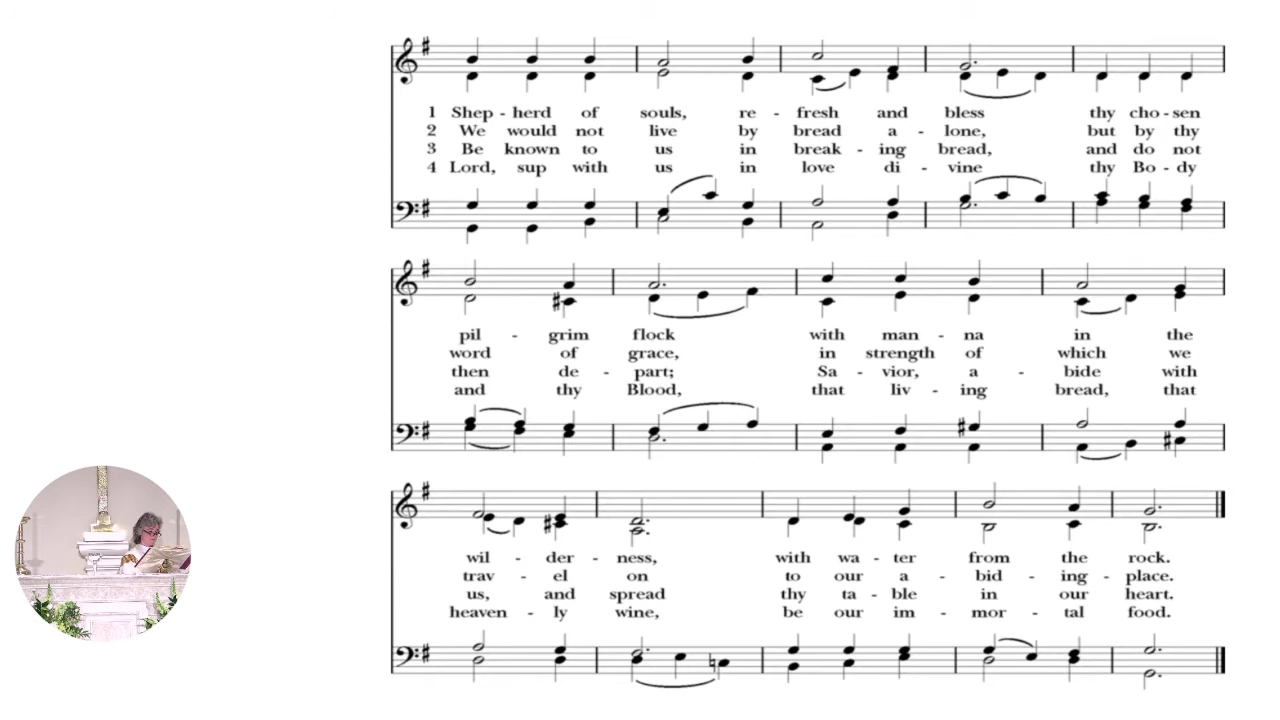 1 Shep - herd of souls, re - fresh and bless thy cho - sen
2 We would not live by bread a - lone, but by thy
3 Be known to us in break - ing bread, and do not
4 Lord, sup with us in love di - vine thy Bo - dy
pil - grim flock with man - na in the
word of grace, in strength of which we
then de - part; Sa - vior, a - bide with
and thy Blood, that liv - ing bread, that
wil - der - ness, with wa - ter from the rock.
trav - el on to our a - bid - ing - place.
us, and spread thy ta - ble in our heart.
heaven - ly wine, be our im - mor - tal food.